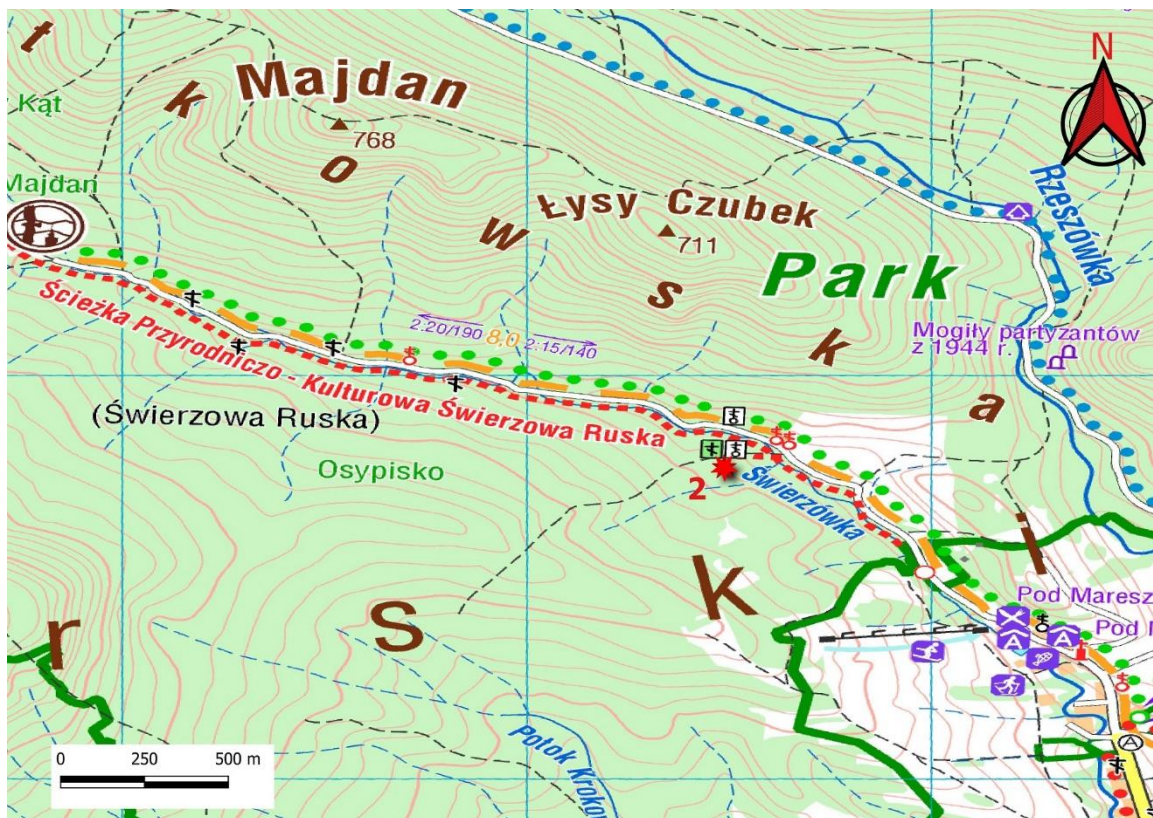 N
t
k
Majdan
768
o
w
s
k
a
Kąt
Majdan
Łysy Czubek
711
Park
Rzeszówka
Mogiły partyzantów
z 1944 r.
2:20/190 8,0 2:15/140
Ścieżka Przyrodniczo - Kulturowa Świerzowa Ruska
(Świerzowa Ruska)
Osypisko
2
Świerzówka
r
s
k
i
Pod Maresz
Pod M
Potok Krokow
0 250 500 m